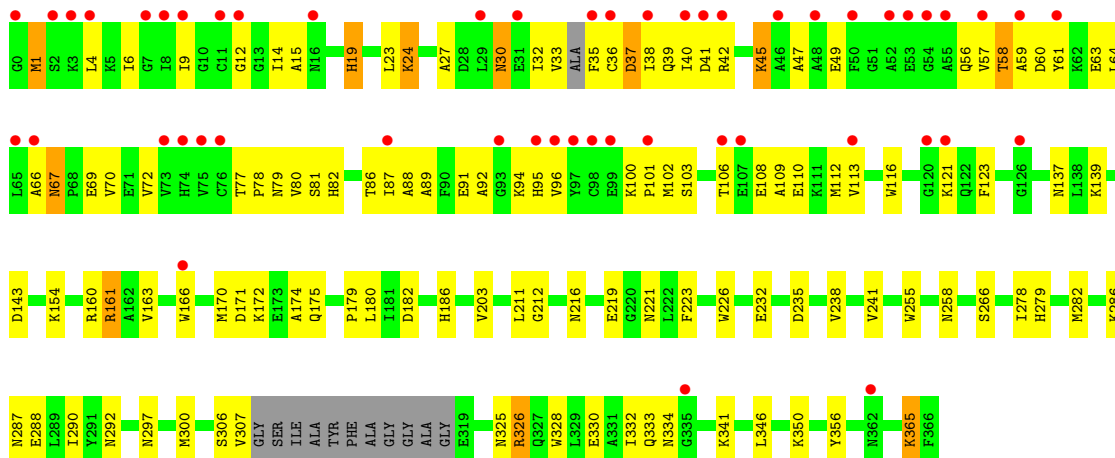 G0 M1 S2 K3 L4 K5 I6 G7 I8 I9 G10 C11 G12 G13 I14 A15 N16 H19 L23 K24 A27 D28 L29 N30 E31 I32 V33 ALA F35 C36 D37 I38 Q39 I40 D41 R42 K45 A46 A47 A48 E49 F50 G51 A52 E53 G54 A55 Q56 V57 T58 A59 D60 Y61 K62 E63 L64
L65 A66 N67 P68 E69 V70 E71 V72 V73 H74 V75 C76 T77 P78 N79 V80 S81 H82 T86 I87 A88 A89 F90 E91 A92 G93 K94 H95 V96 Y97 C98 E99 K100 P101 M102 S103 T106 E107 E108 A109 E110 K111 M112 V113 W116 G120 K121 Q122 F123 G126 N137 L138 K139
D143 K154 R160 R161 A162 V163 W166 M170 D171 K172 E173 A174 Q175 P179 L180 I181 D182 H186 V203 L211 G212 N216 E219 G220 N221 L222 F223 W226 E232 D235 V238 V241 W255 N258 S266 I278 H279 M282 K286
N287 E288 L289 I290 Y291 N292 N297 M300 S306 V307 GLY SER ILE ALA TYR PHE ALA GLY GLY ALA GLY E319 N325 R326 Q327 W328 L329 E330 A331 I332 Q333 N334 G335 K341 L346 K350 Y356 N362 K365 F366